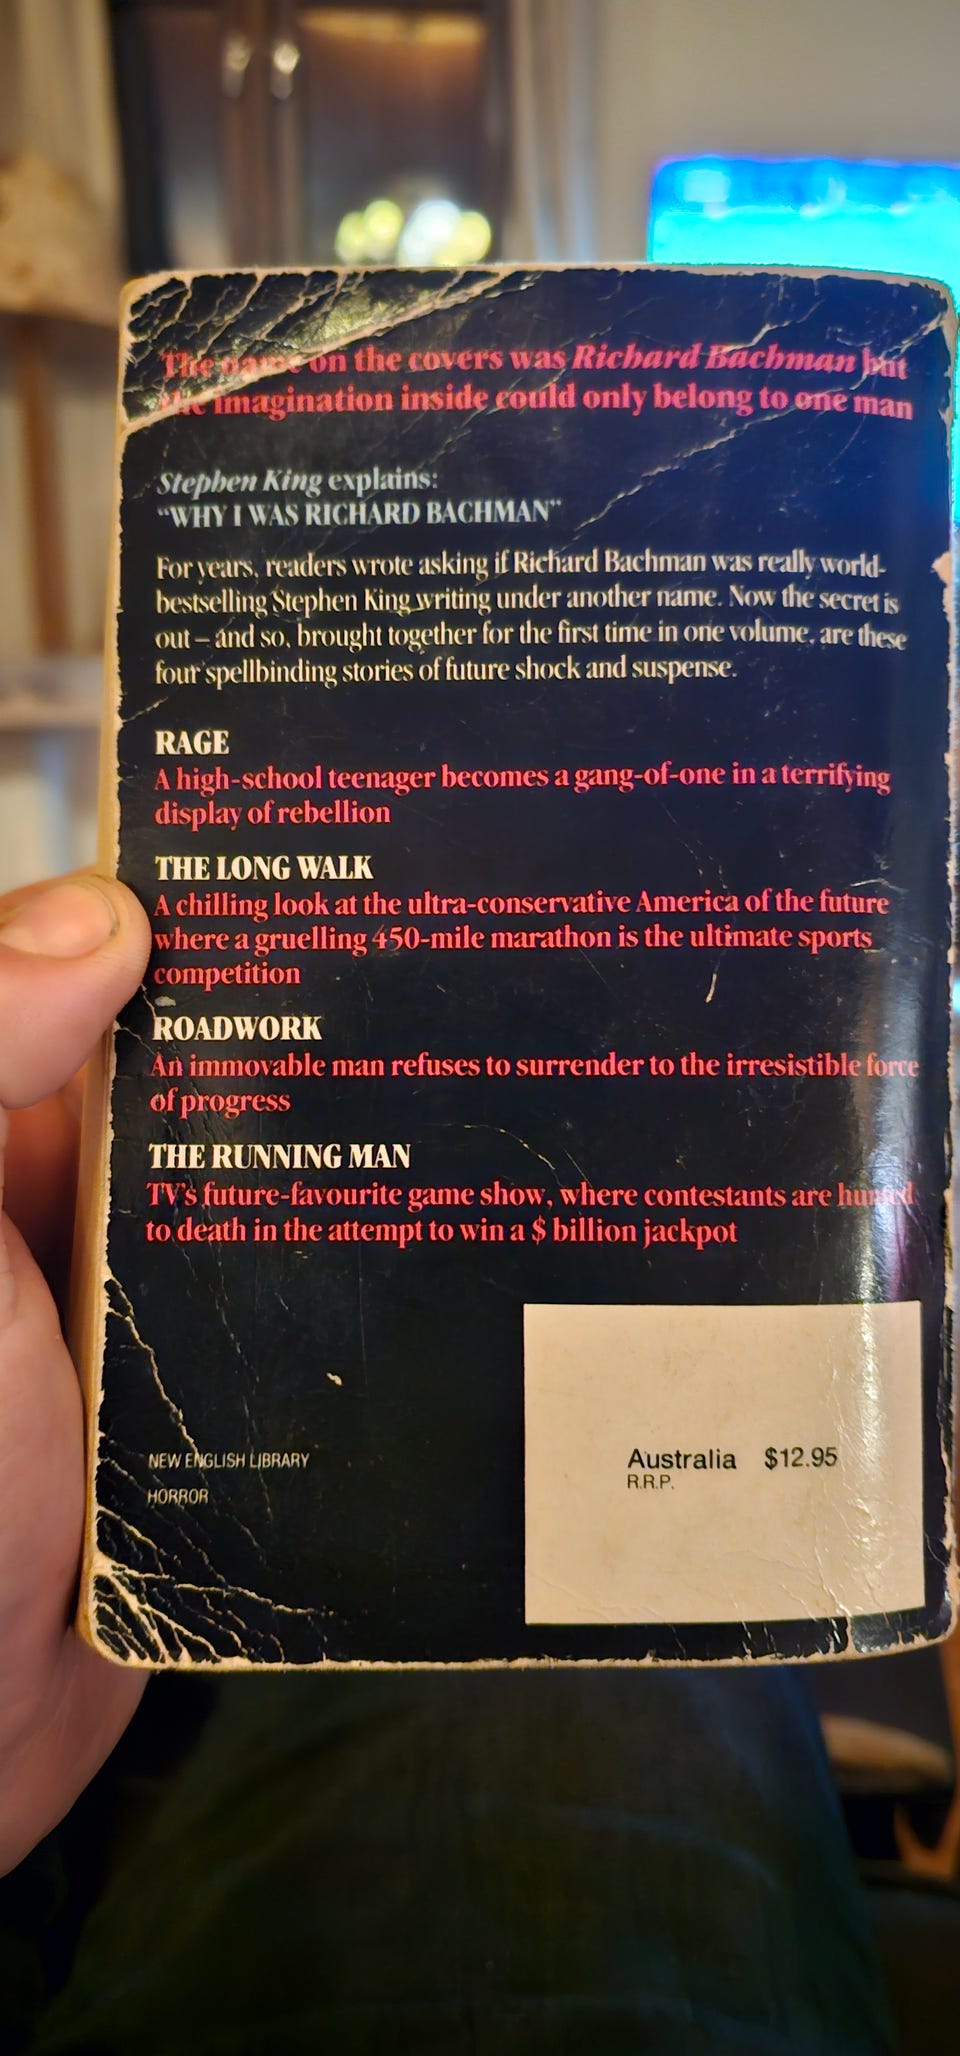 The name on the covers was Richard Bachman but
the imagination inside could only belong to one man
Stephen King explains:
“WHY I WAS RICHARD BACHMAN”
For years, readers wrote asking if Richard Bachman was really world-
bestselling Stephen King writing under another name. Now the secret is
out – and so, brought together for the first time in one volume, are these
four spellbinding stories of future shock and suspense.
RAGE
A high-school teenager becomes a gang-of-one in a terrifying
display of rebellion
THE LONG WALK
A chilling look at the ultra-conservative America of the future
where a gruelling 450-mile marathon is the ultimate sports
competition
ROADWORK
An immovable man refuses to surrender to the irresistible force
of progress
THE RUNNING MAN
TV's future-favourite game show, where contestants are hunted
to death in the attempt to win a $ billion jackpot
NEW ENGLISH LIBRARY
HORROR
Australia $12.95
R.R.P.